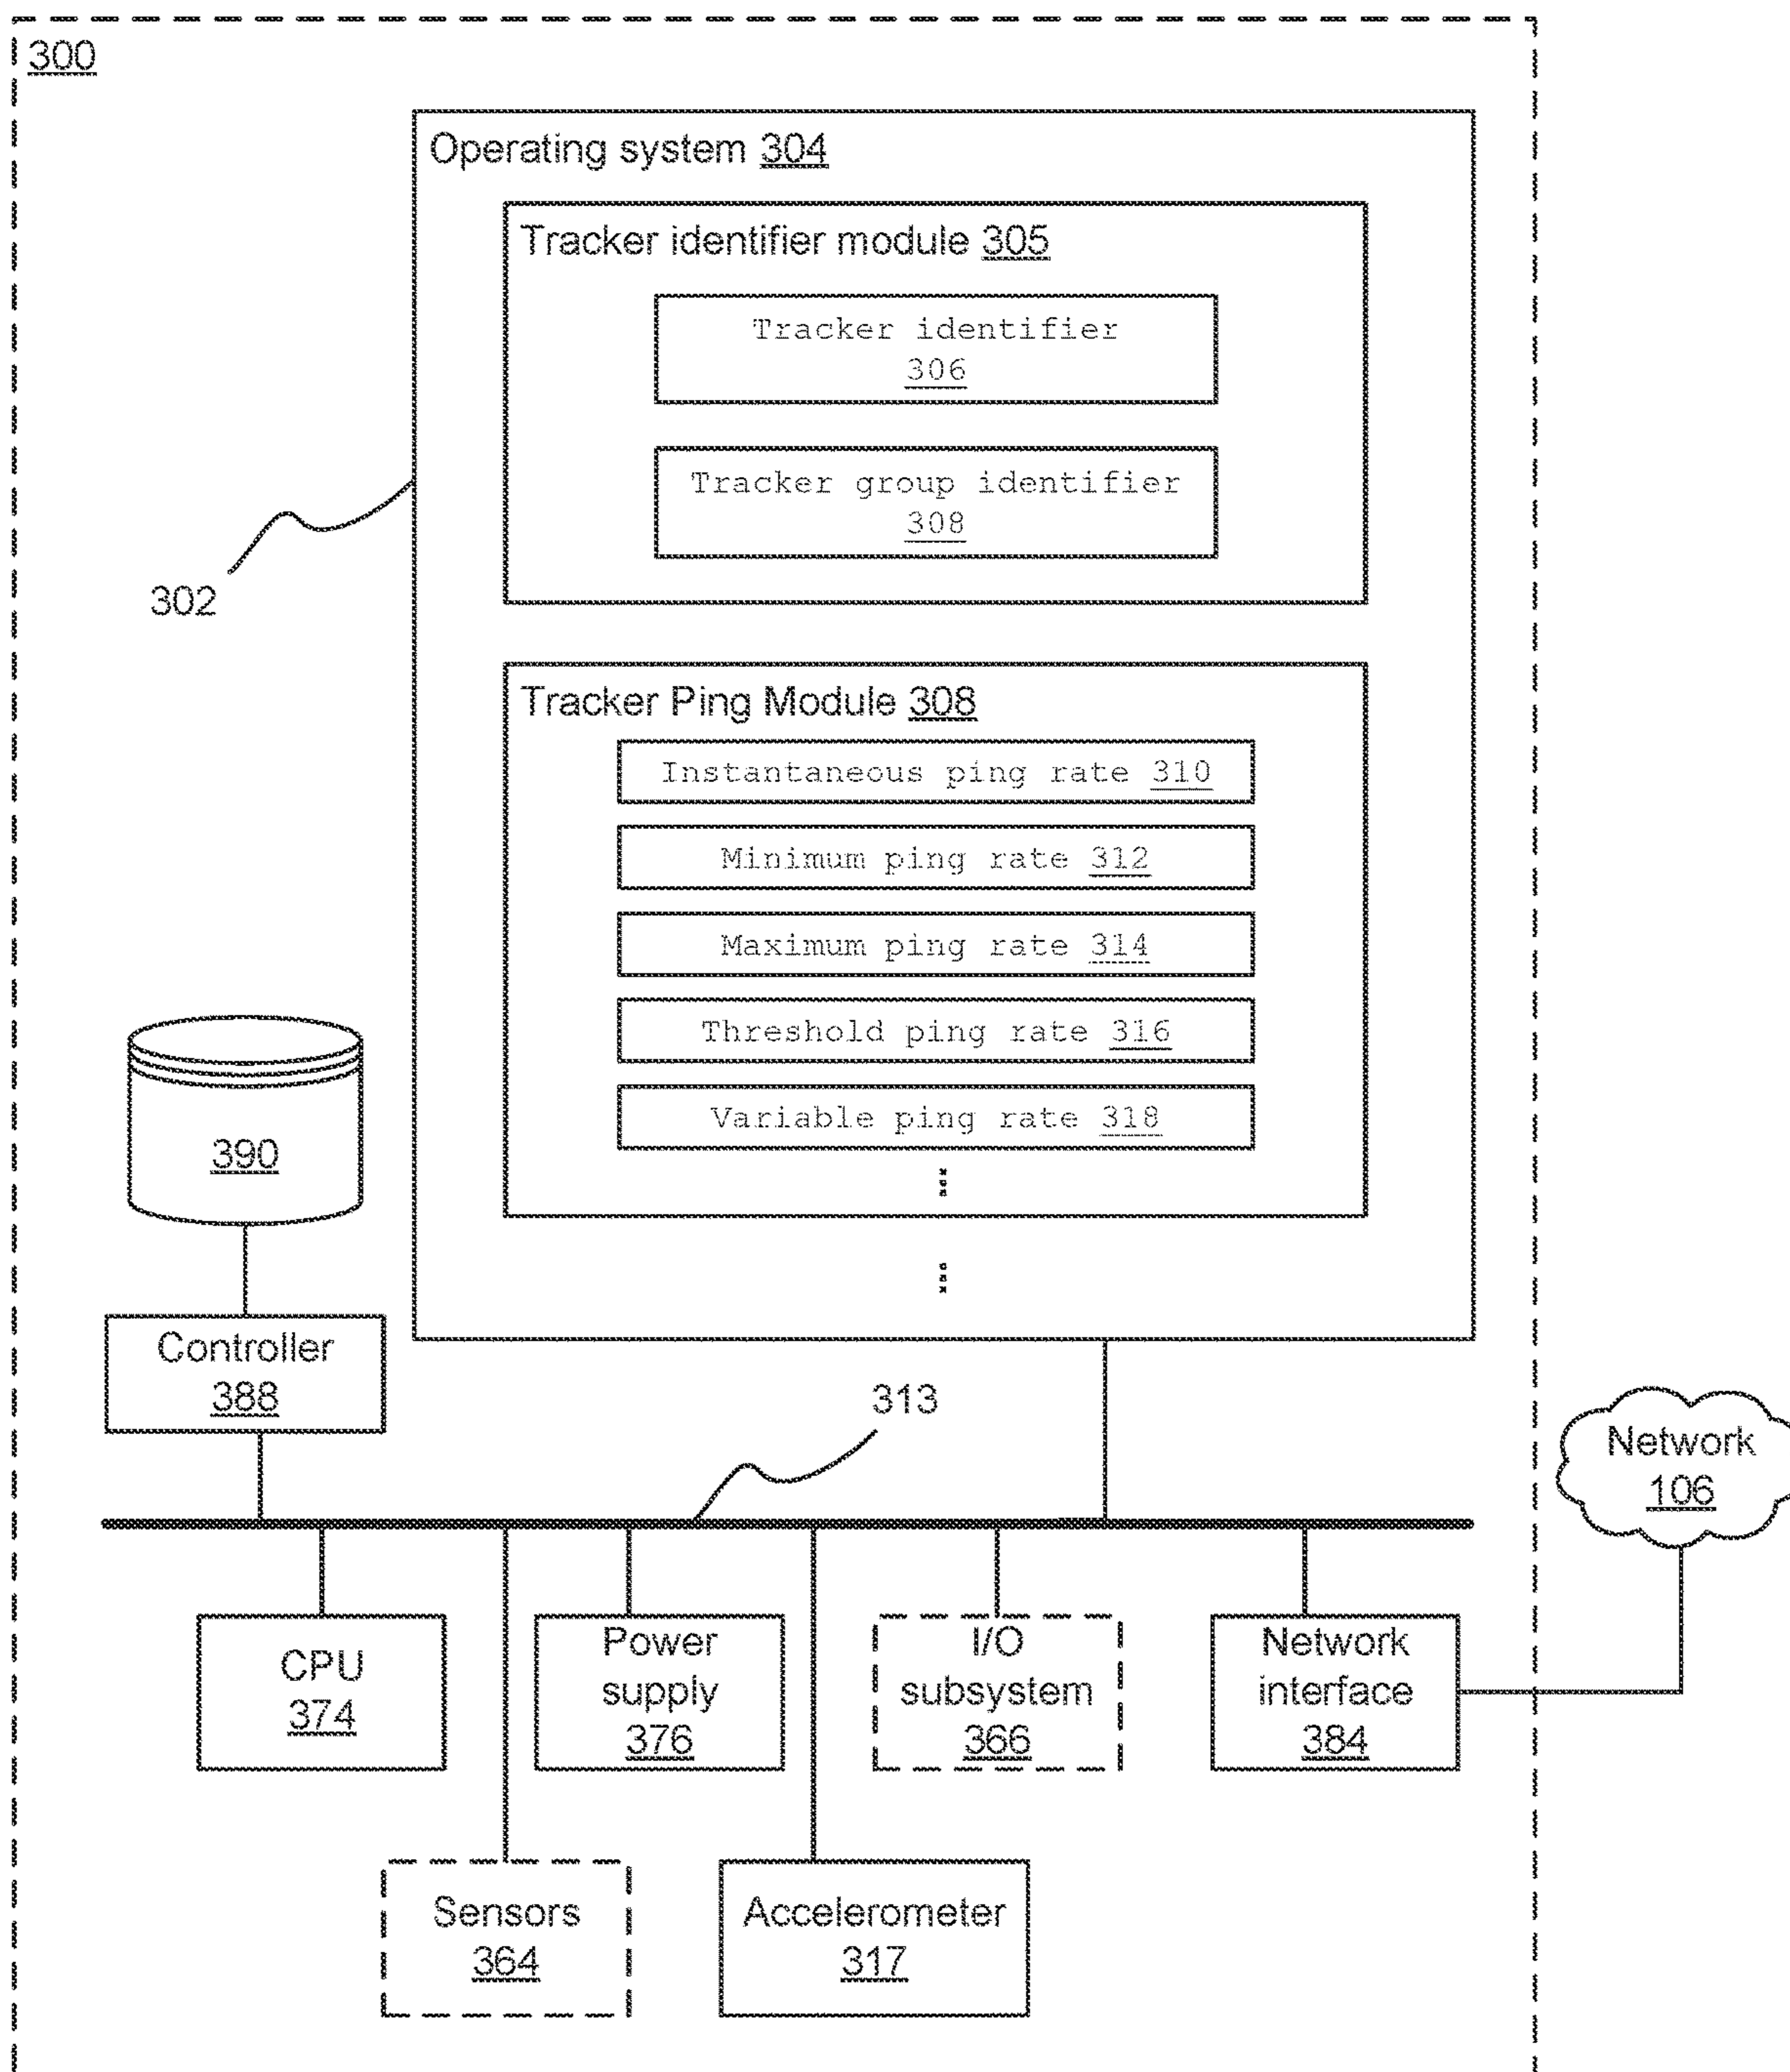 300
Operating system 304
Tracker identifier module 305
Tracker identifier
306
Tracker group identifier
308
302
Tracker Ping Module 308
Instantaneous ping rate 310
Minimum ping rate 312
Maximum ping rate 314
Threshold ping rate 316
Variable ping rate 318
...
390
...
Controller
388
313
Network
106
CPU
374
Power
supply
376
I/O
subsystem
366
Network
interface
384
Sensors
364
Accelerometer
317